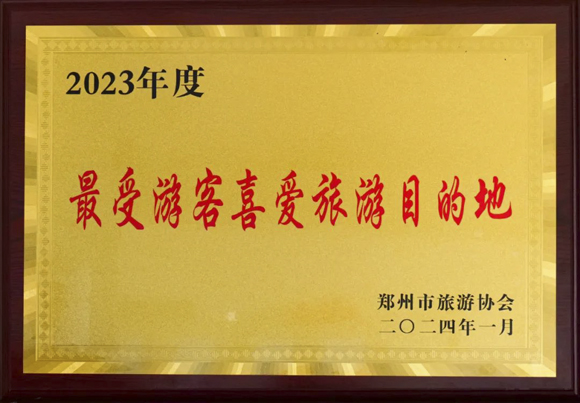 2023年度
最受游客喜爱旅游目的地
郑州市旅游协会
二〇二四年一月